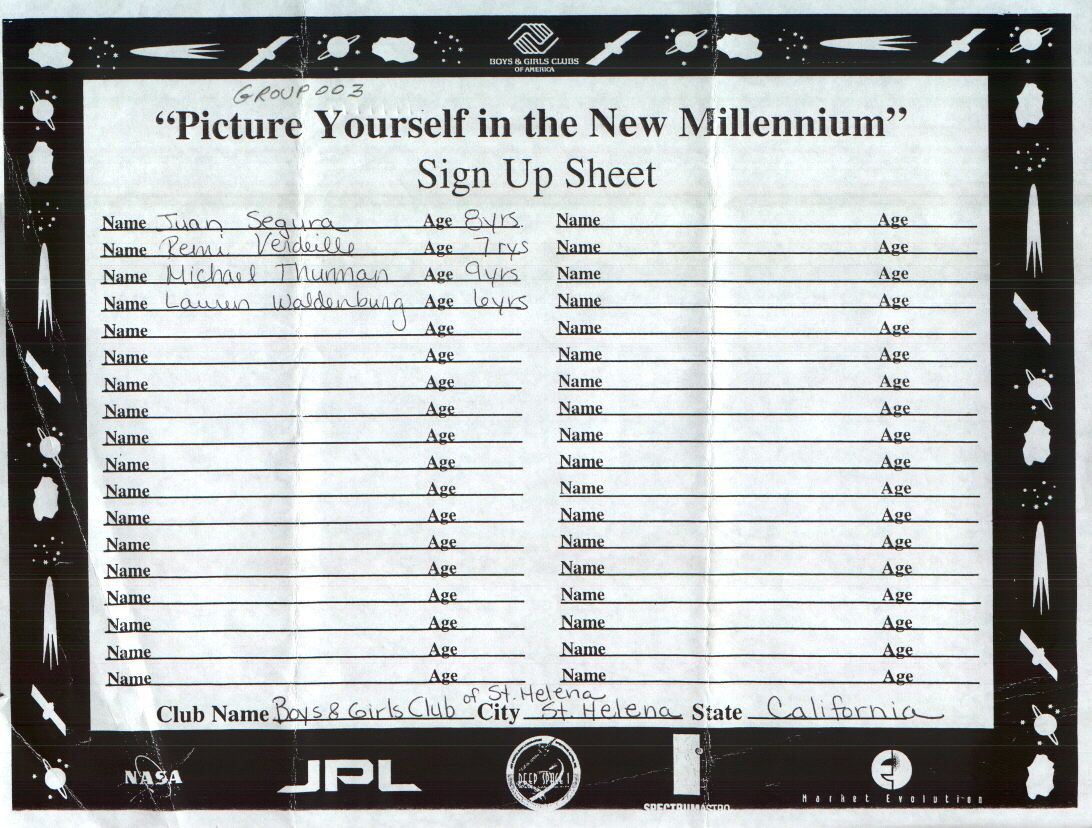 BOYS & GIRLS CLUBS
OF AMERICA
GROUP 003
“Picture Yourself in the New Millennium”
Sign Up Sheet
Name Juan Segura Age 8yrs. Name Age
Name Remi Verdeille Age 7 rys Name Age
Name Michael Thurman Age 9yrs Name Age
Name Lauren Waldenburg Age 6yrs Name Age
Name Age Name Age
Name Age Name Age
Name Age Name Age
Name Age Name Age
Name Age Name Age
Name Age Name Age
Name Age Name Age
Name Age Name Age
Name Age Name Age
Name Age Name Age
Name Age Name Age
Name Age Name Age
Name Age Name Age
Name Age Name Age
Club Name Boys & Girls Club of St. Helena City St. Helena State California
NASA JPL DEEP SPACE 1 SPECTRUMASTRO Market Evolution